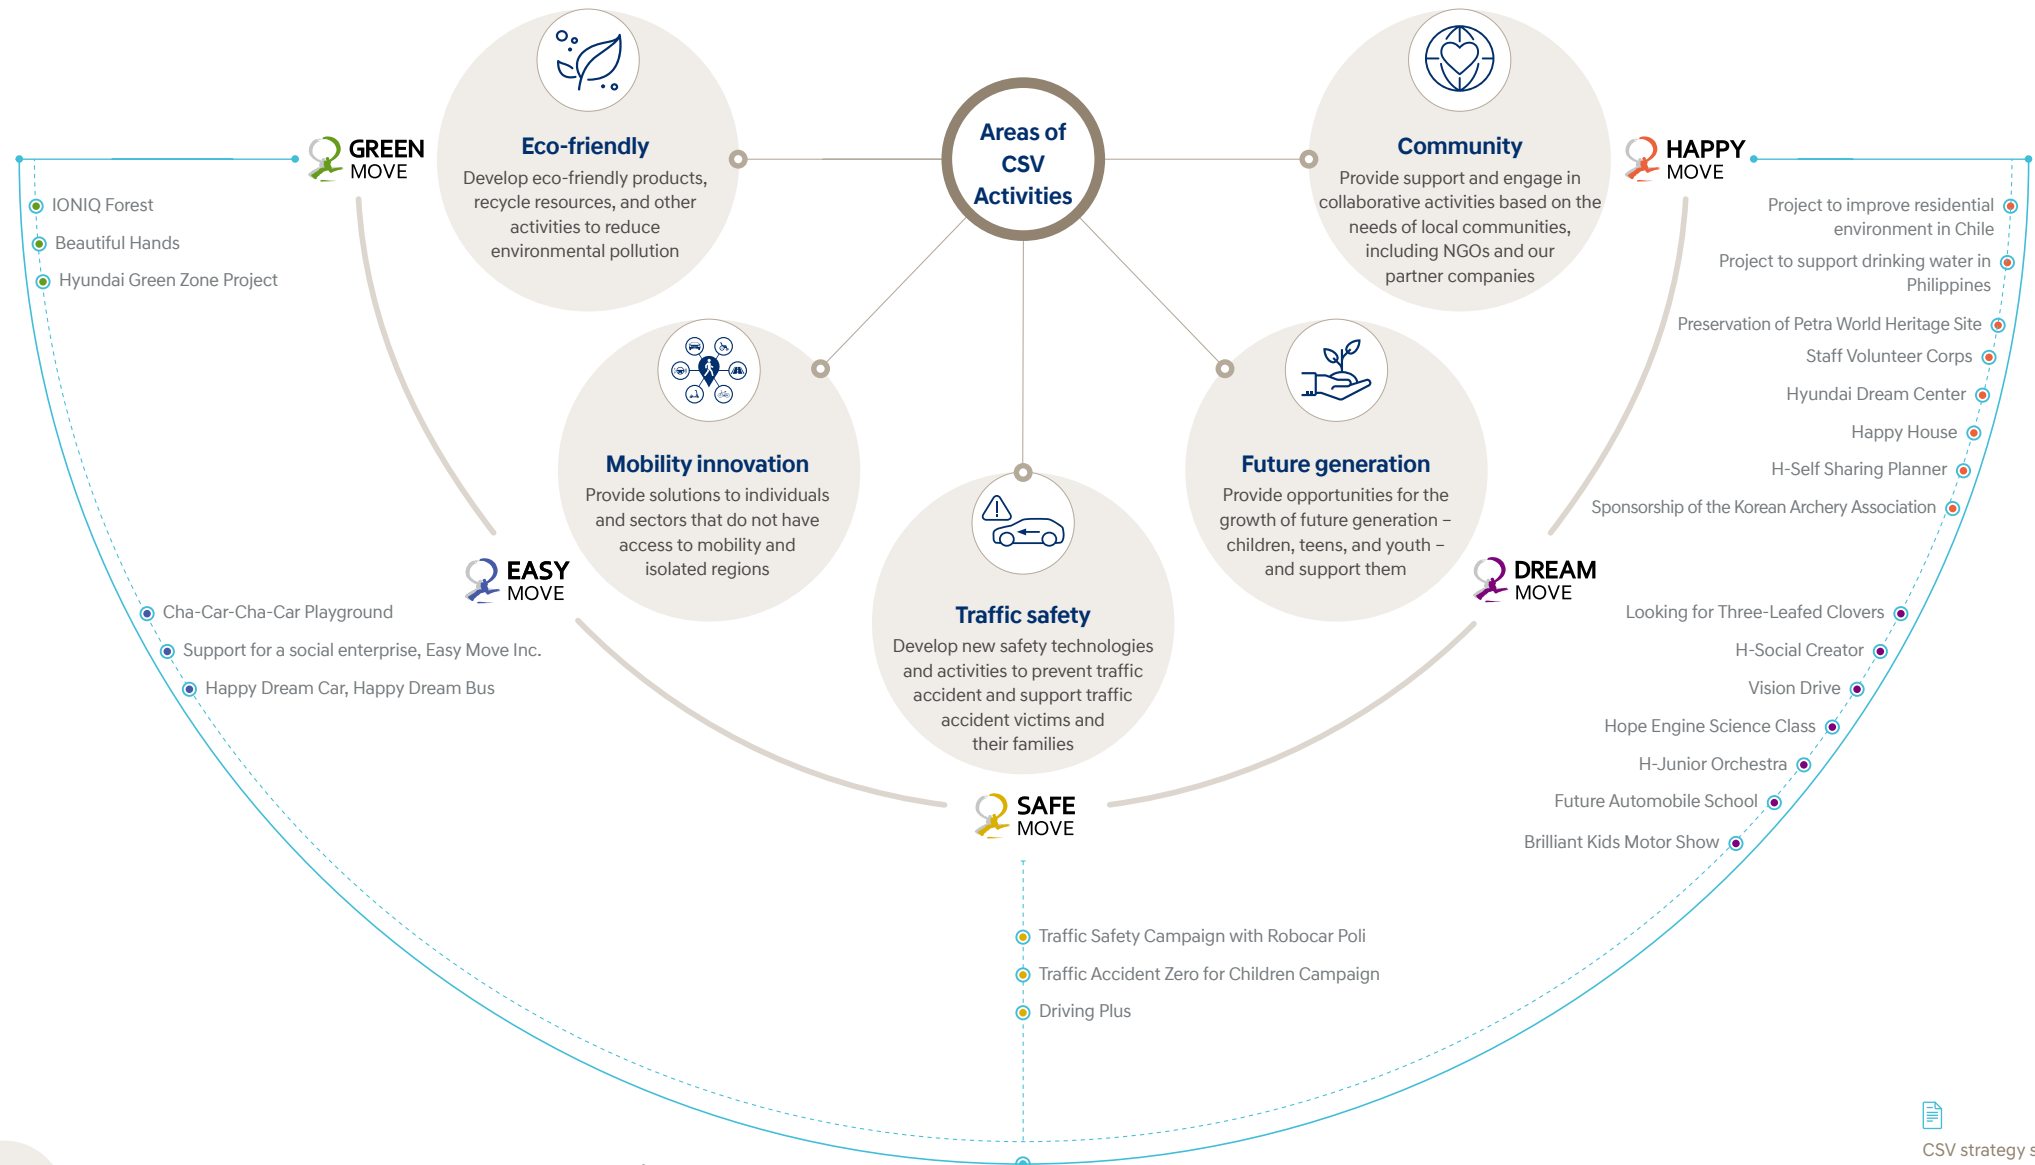 Areas of
CSV
Activities
GREEN
MOVE
Eco-friendly
Develop eco-friendly products,
recycle resources, and other
activities to reduce
environmental pollution
IONIQ Forest
Beautiful Hands
Hyundai Green Zone Project
EASY
MOVE
Mobility innovation
Provide solutions to individuals
and sectors that do not have
access to mobility and
isolated regions
Cha-Car-Cha-Car Playground
Support for a social enterprise, Easy Move Inc.
Happy Dream Car, Happy Dream Bus
Traffic safety
Develop new safety technologies
and activities to prevent traffic
accident and support traffic
accident victims and
their families
SAFE
MOVE
Traffic Safety Campaign with Robocar Poli
Traffic Accident Zero for Children Campaign
Driving Plus
Future generation
Provide opportunities for the
growth of future generation –
children, teens, and youth –
and support them
DREAM
MOVE
Looking for Three-Leafed Clovers
H-Social Creator
Vision Drive
Hope Engine Science Class
H-Junior Orchestra
Future Automobile School
Brilliant Kids Motor Show
Community
Provide support and engage in
collaborative activities based on the
needs of local communities,
including NGOs and our
partner companies
HAPPY
MOVE
Project to improve residential
environment in Chile
Project to support drinking water in
Philippines
Preservation of Petra World Heritage Site
Staff Volunteer Corps
Hyundai Dream Center
Happy House
H-Self Sharing Planner
Sponsorship of the Korean Archery Association
CSV strategy s